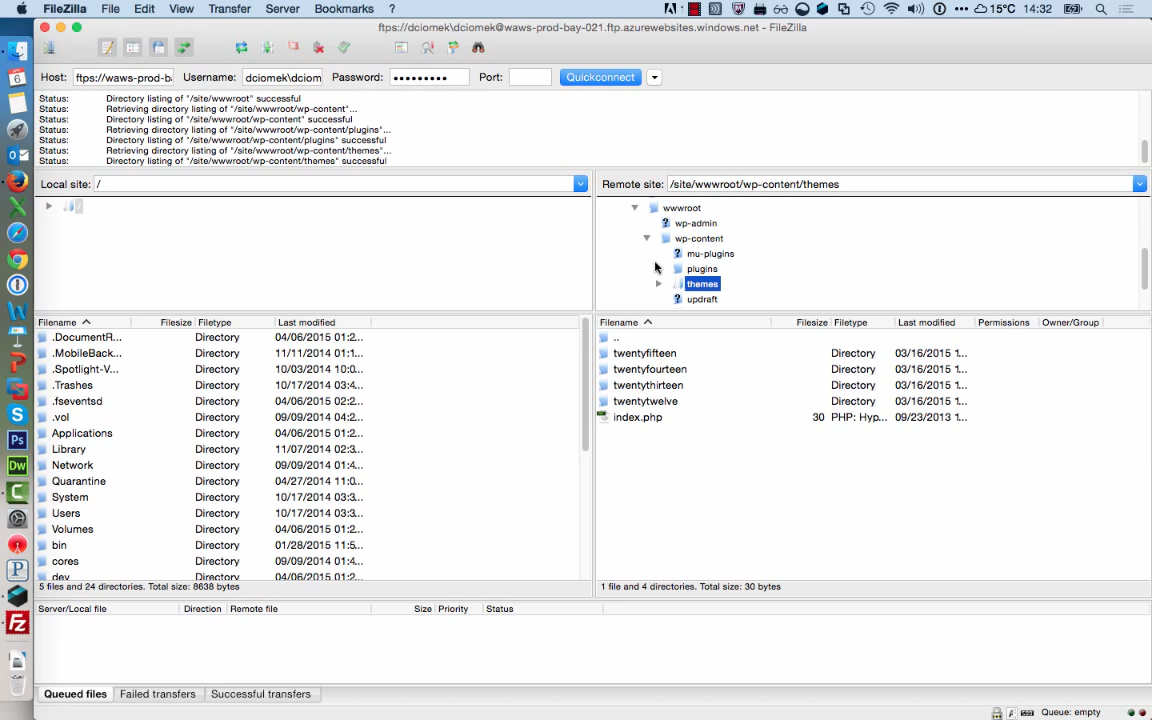 FileZilla File Edit View Transfer Server Bookmarks ? 15°C 14:32
ftps://dciomek@dciomek@waws-prod-bay-021.ftp.azurewebsites.windows.net - FileZilla
Host: ftps://waws-prod-b Username: dciomek\dciom Password: ●●●●●●●●● Port: Quickconnect
Status: Directory listing of "/site/wwwroot" successful
Status: Retrieving directory listing of "/site/wwwroot/wp-content"...
Status: Directory listing of "/site/wwwroot/wp-content" successful
Status: Retrieving directory listing of "/site/wwwroot/wp-content/plugins"...
Status: Directory listing of "/site/wwwroot/wp-content/plugins" successful
Status: Retrieving directory listing of "/site/wwwroot/wp-content/themes"...
Status: Directory listing of "/site/wwwroot/wp-content/themes" successful
Local site: /
/
Remote site: /site/wwwroot/wp-content/themes
wwwroot
? wp-admin
wp-content
? mu-plugins
plugins
themes
? updraft
Filename Filesize Filetype Last modified
.DocumentR... Directory 04/06/2015 01:2...
.MobileBack... Directory 11/11/2014 01:1...
.Spotlight-V... Directory 10/03/2014 10:0...
.Trashes Directory 10/17/2014 03:4...
.fseventsd Directory 04/06/2015 02:2...
.vol Directory 09/09/2014 04:2...
Applications Directory 04/06/2015 01:2...
Library Directory 11/07/2014 02:3...
Network Directory 09/09/2014 01:4...
Quarantine Directory 04/27/2014 11:0...
System Directory 10/17/2014 03:3...
Users Directory 10/17/2014 03:3...
Volumes Directory 04/06/2015 01:2...
bin Directory 01/28/2015 11:5...
cores Directory 09/09/2014 01:4...
dev Directory 04/06/2015 01:2...
5 files and 24 directories. Total size: 8638 bytes
Filename Filesize Filetype Last modified Permissions Owner/Group
..
twentyfifteen Directory 03/16/2015 1...
twentyfourteen Directory 03/16/2015 1...
twentythirteen Directory 03/16/2015 1...
twentytwelve Directory 03/16/2015 1...
index.php 30 PHP: Hyp... 09/23/2013 1...
1 file and 4 directories. Total size: 30 bytes
Server/Local file Direction Remote file Size Priority Status
Queued files Failed transfers Successful transfers
Queue: empty
6
Ps
Dw
Fz